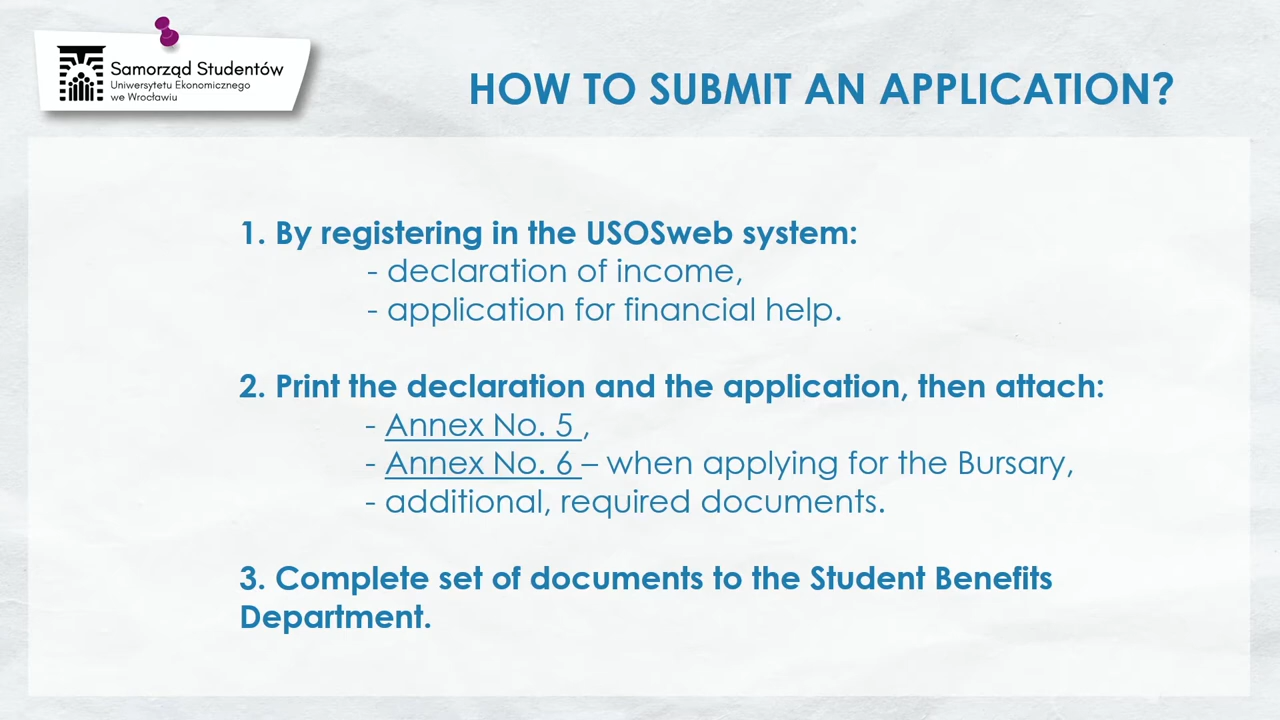 Samorząd Studentów
Uniwersytetu Ekonomicznego
we Wrocławiu
HOW TO SUBMIT AN APPLICATION?
1. By registering in the USOSweb system:
- declaration of income,
- application for financial help.
2. Print the declaration and the application, then attach:
- Annex No. 5 ,
- Annex No. 6 – when applying for the Bursary,
- additional, required documents.
3. Complete set of documents to the Student Benefits
Department.